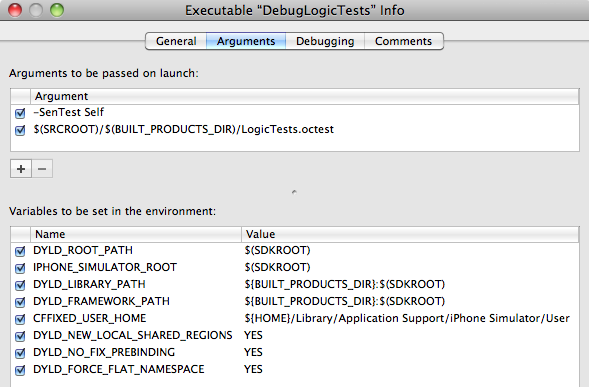 Executable “DebugLogicTests” Info
General Arguments Debugging Comments
Arguments to be passed on launch:
Argument
-SenTest Self
$(SRCROOT)/$(BUILT_PRODUCTS_DIR)/LogicTests.octest
Variables to be set in the environment:
Name Value
DYLD_ROOT_PATH $(SDKROOT)
IPHONE_SIMULATOR_ROOT $(SDKROOT)
DYLD_LIBRARY_PATH ${BUILT_PRODUCTS_DIR}:$(SDKROOT)
DYLD_FRAMEWORK_PATH ${BUILT_PRODUCTS_DIR}:$(SDKROOT)
CFFIXED_USER_HOME ${HOME}/Library/Application Support/iPhone Simulator/User
DYLD_NEW_LOCAL_SHARED_REGIONS YES
DYLD_NO_FIX_PREBINDING YES
DYLD_FORCE_FLAT_NAMESPACE YES